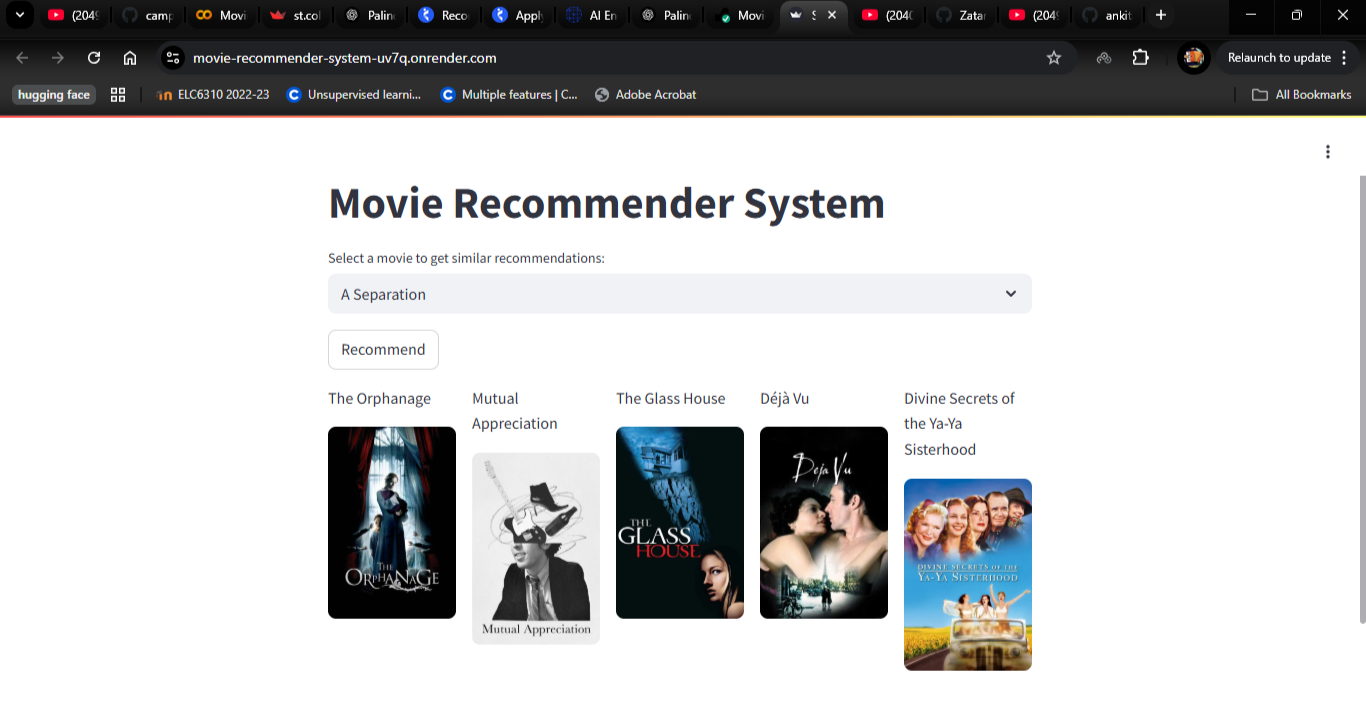 (204
camp
Movi
st.col
Palin
Reco
Appl
AI En
Palin
Movi
(204
Zatar
(204
ankit
movie-recommender-system-uv7q.onrender.com
Relaunch to update
hugging face
ELC6310 2022-23
Unsupervised learni...
Multiple features | C...
Adobe Acrobat
All Bookmarks
Movie Recommender System
Select a movie to get similar recommendations:
A Separation
Recommend
The Orphanage
Mutual
Appreciation
The Glass House
Déjà Vu
Divine Secrets of
the Ya-Ya
Sisterhood
THE
ORPHANAGE
Mutual Appreciation
THE
GLASS
HOUSE
Deja Vu
DIVINE SECRETS OF THE
YA-YA SISTERHOOD